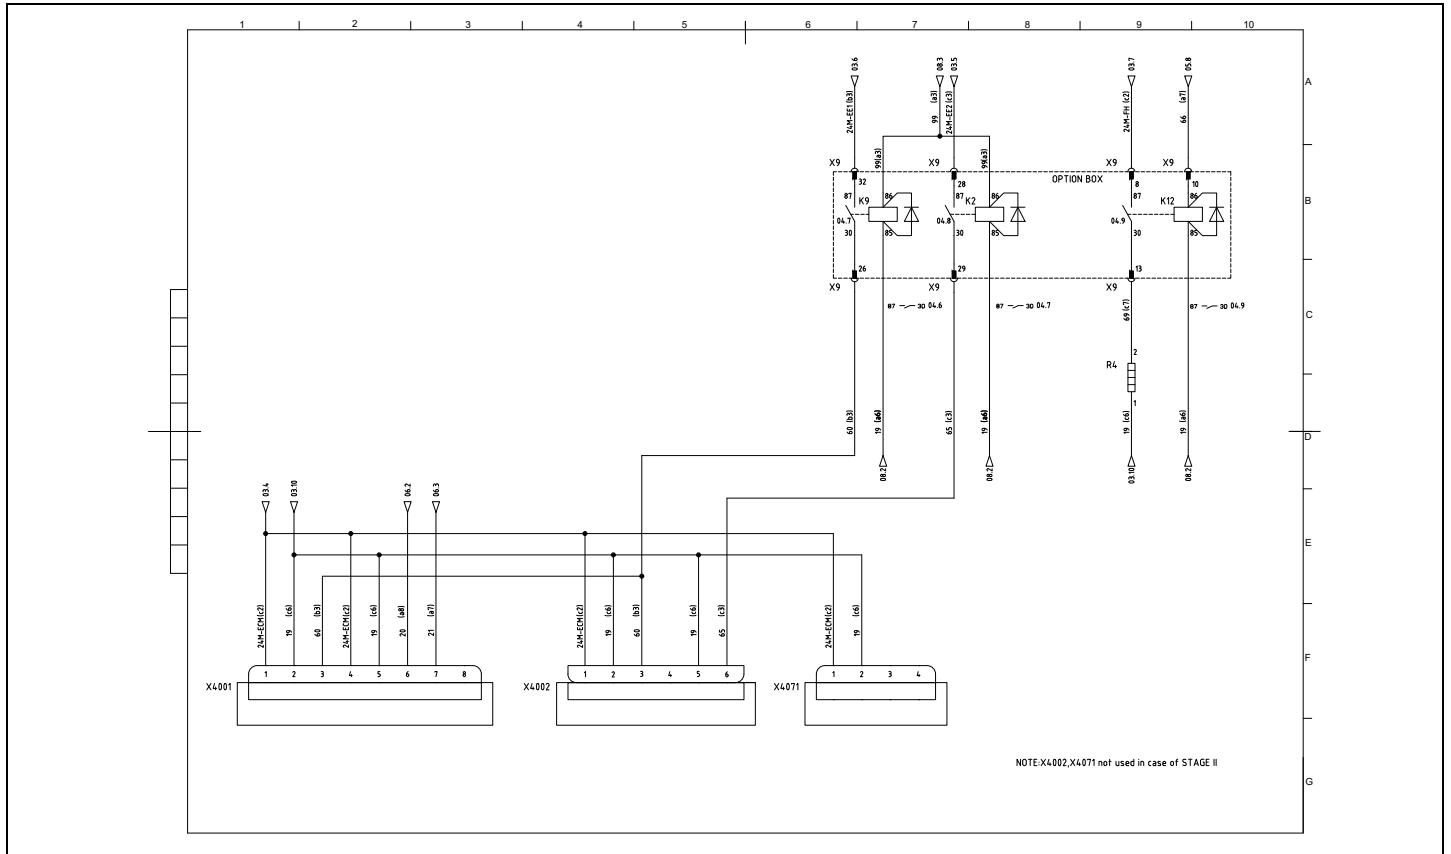 1 2 3 4 5 6 7 8 9 10
A
B
C
D
E
F
G
03.6 08.3 03.5 03.7 05.8
24M-EE1 (b3)
99 (a3)
24M-EE2 (c3)
24M-FH (c2)
66 (a7)
99(a3)
99(a3)
X9 X9 X9 X9
32 28 8 10
OPTION BOX
87 K9 86 87 K2 86 87 K12 86
04.7 04.8 04.9
30 85 30 85 30 85
26 29 13
X9 X9 X9
87 30 04.6
87 30 04.7
87 30 04.9
69 (c7)
2
R4
1
60 (b3)
19 (a6)
65 (c3)
19 (a6)
19 (c6)
19 (a6)
08.2 08.2 03.10 08.2
03.4 03.10 06.2 06.3
24M-ECM(c2)
19 (c6)
60 (b3)
24M-ECM(c2)
19 (c6)
20 (a8)
21 (a7)
24M-ECM(c2)
19 (c6)
60 (b3)
19 (c6)
65 (c3)
24M-ECM(c2)
19 (c6)
1 2 3 4 5 6 7 8
X4001
1 2 3 4 5 6
X4002
1 2 3 4
X4071
NOTE:X4002,X4071 not used in case of STAGE II